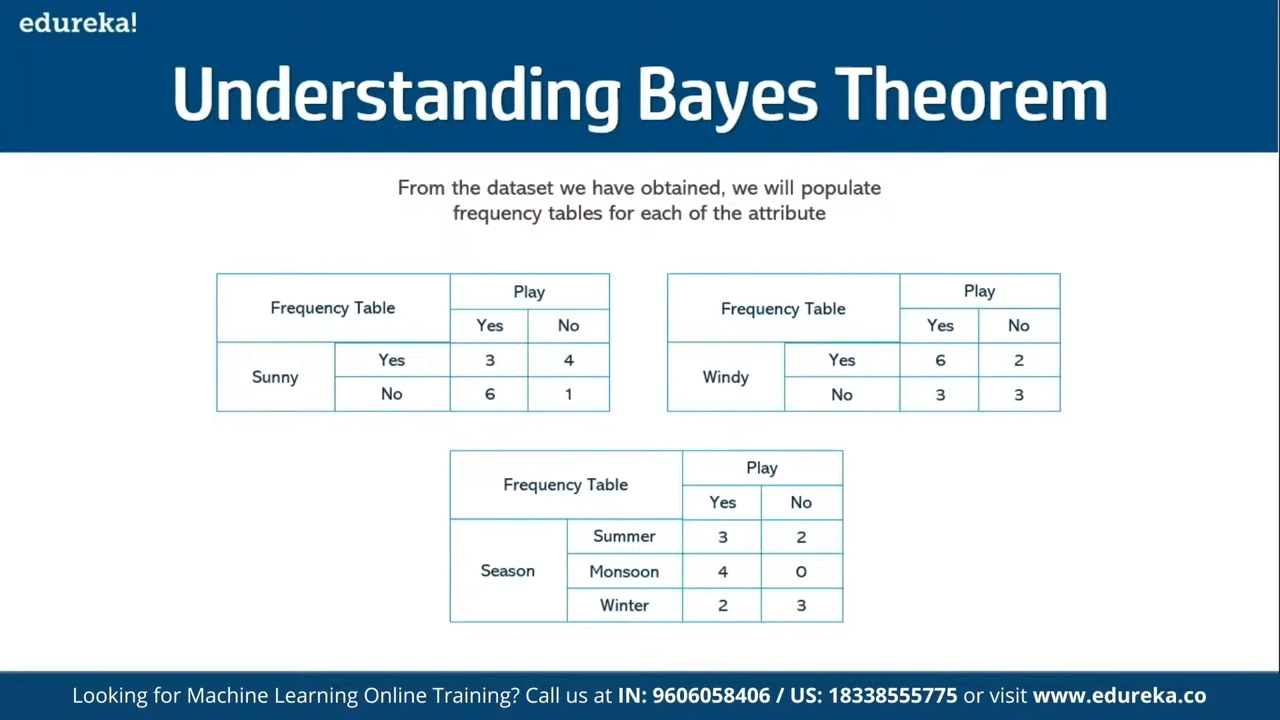 edureka!
Understanding Bayes Theorem
From the dataset we have obtained, we will populate
frequency tables for each of the attribute
Frequency Table
Play
Yes No
Sunny
Yes 3 4
No 6 1
Frequency Table
Play
Yes No
Windy
Yes 6 2
No 3 3
Frequency Table
Play
Yes No
Season
Summer 3 2
Monsoon 4 0
Winter 2 3
Looking for Machine Learning Online Training? Call us at IN: 9606058406 / US: 18338555775 or visit www.edureka.co